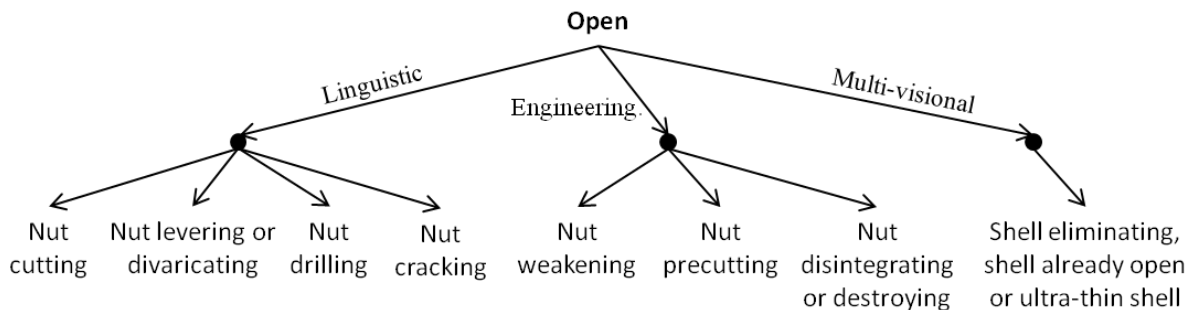 Open
Linguistic
Engineering.
Multi-visional
Nut
cutting
Nut levering or
divaricating
Nut
drilling
Nut
cracking
Nut
weakening
Nut
precutting
Nut
disintegrating
or destroying
Shell eliminating,
shell already open
or ultra-thin shell